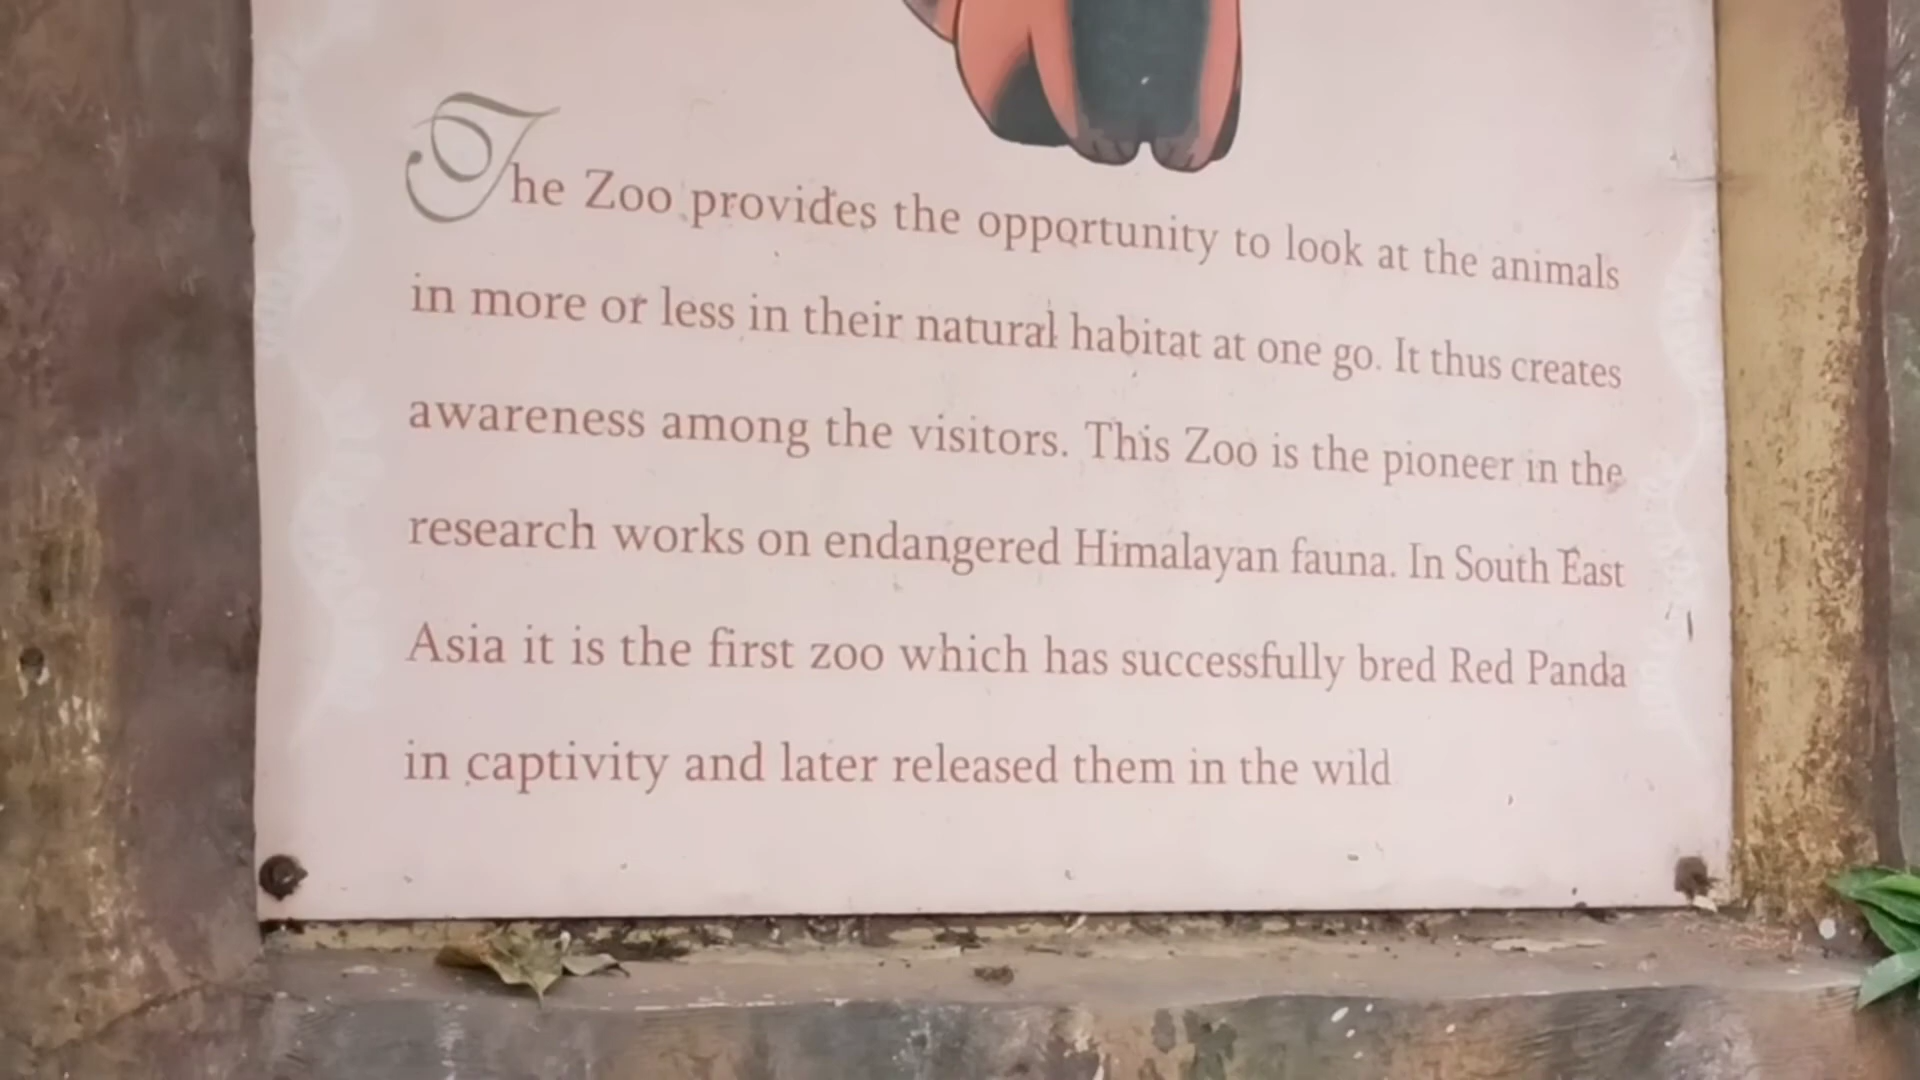 The Zoo provides the opportunity to look at the animals
in more or less in their natural habitat at one go. It thus creates
awareness among the visitors. This Zoo is the pioneer in the
research works on endangered Himalayan fauna. In South East
Asia it is the first zoo which has successfully bred Red Panda
in captivity and later released them in the wild